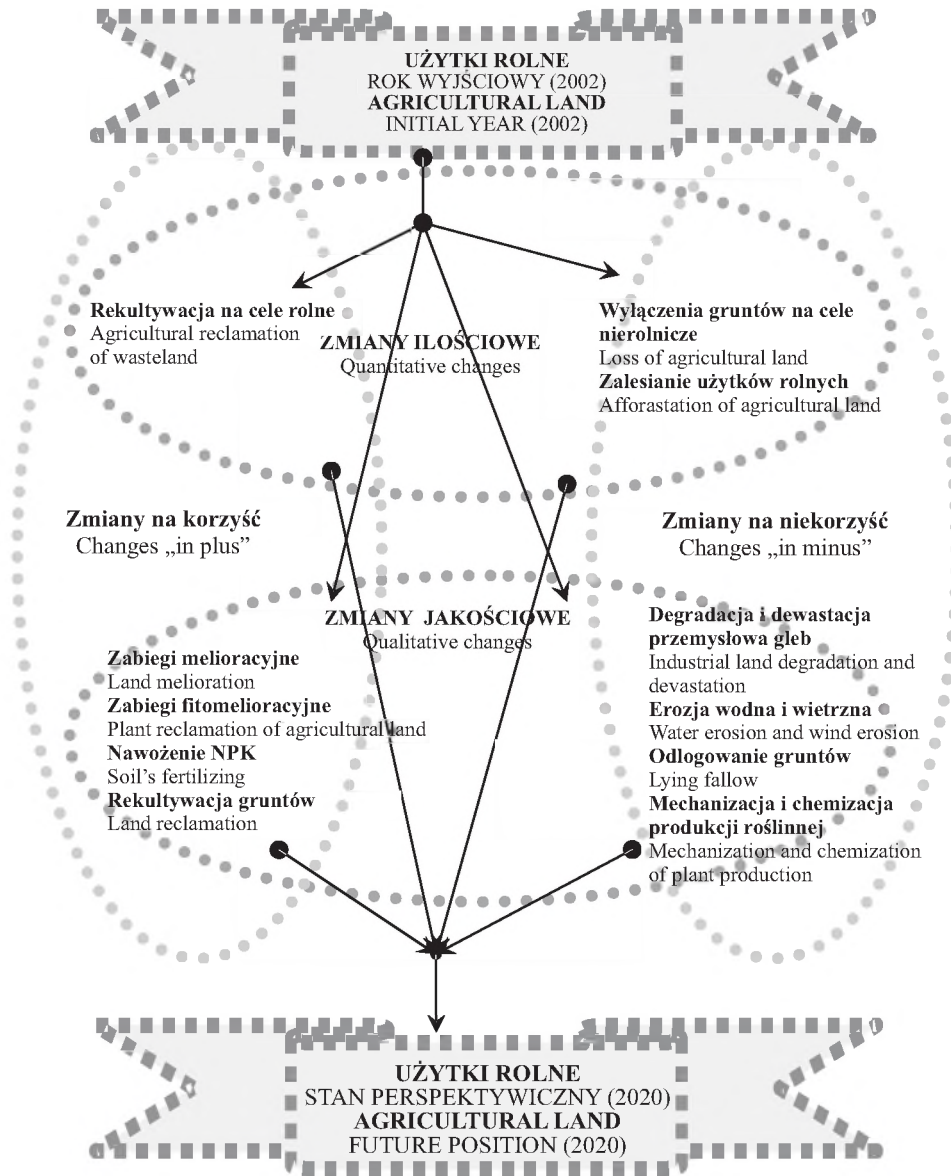 UŻYTKI ROLNE
ROK WYJŚCIOWY (2002)
AGRICULTURAL LAND
INITIAL YEAR (2002)
Rekultywacja na cele rolne
Agricultural reclamation
of wasteland
ZMIANY ILOŚCIOWE
Quantitative changes
Wyłączenia gruntów na cele
nierolnicze
Loss of agricultural land
Zalesianie użytków rolnych
Afforastation of agricultural land
Zmiany na korzyść
Changes „in plus”
Zmiany na niekorzyść
Changes „in minus”
ZMIANY JAKOŚCIOWE
Qualitative changes
Zabiegi melioracyjne
Land melioration
Zabiegi fitomelioracyjne
Plant reclamation of agricultural land
Nawożenie NPK
Soil's fertilizing
Rekultywacja gruntów
Land reclamation
Degradacja i dewastacja
przemysłowa gleb
Industrial land degradation and
devastation
Erozja wodna i wietrzna
Water erosion and wind erosion
Odlogowanie gruntów
Lying fallow
Mechanizacja i chemizacja
produkcji roślinnej
Mechanization and chemization
of plant production
UŻYTKI ROLNE
STAN PERSPEKTYWICZNY (2020)
AGRICULTURAL LAND
FUTURE POSITION (2020)